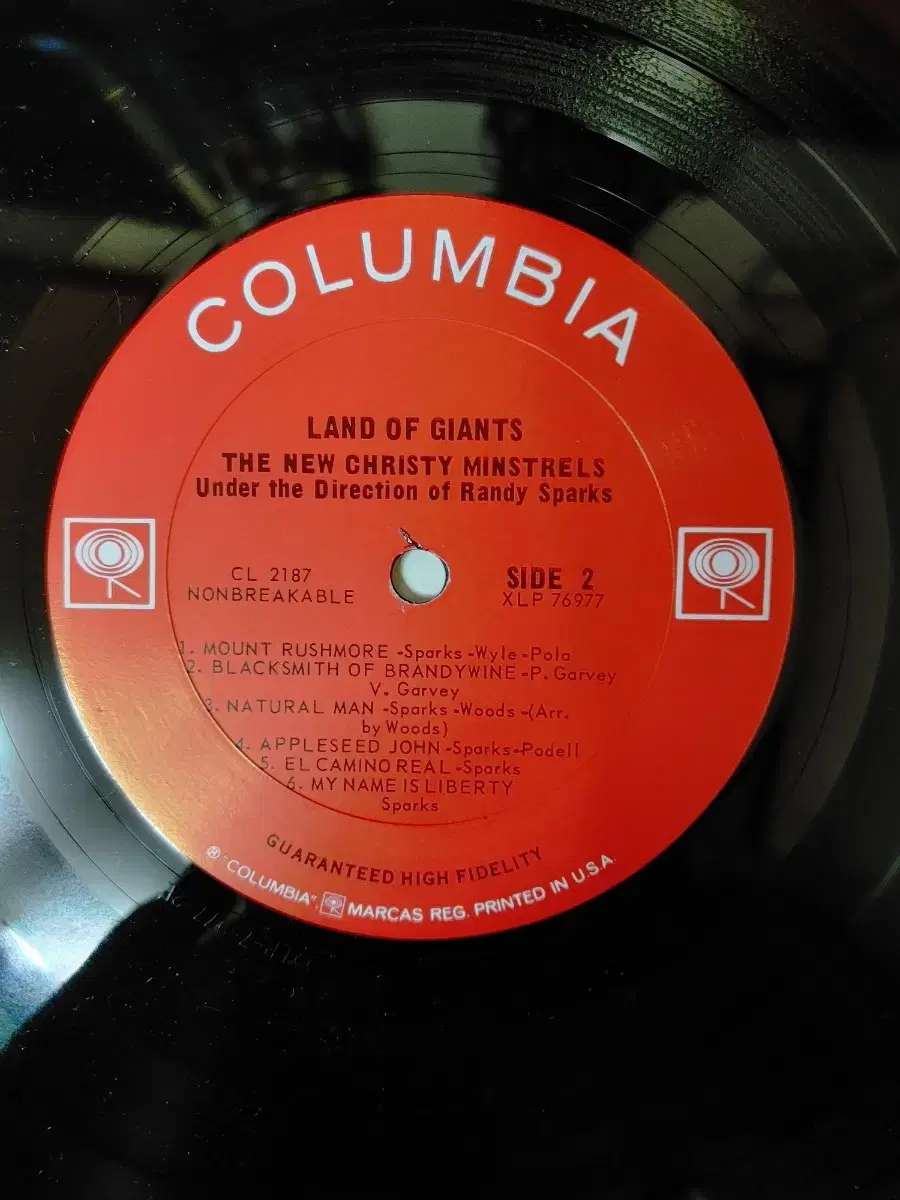 COLUMBIA
LAND OF GIANTS
THE NEW CHRISTY MINSTRELS
Under the Direction of Randy Sparks
CL 2187
NONBREAKABLE
SIDE 2
XLP 76977
1. MOUNT RUSHMORE -Sparks -Wyle -Pola
2. BLACKSMITH OF BRANDYWINE -P. Garvey
V. Garvey
3. NATURAL MAN -Sparks -Woods -(Arr.
by Woods)
4. APPLESEED JOHN -Sparks-Podell
5. EL CAMINO REAL -Sparks
6. MY NAME IS LIBERTY
Sparks
GUARANTEED HIGH FIDELITY
® "COLUMBIA", MARCAS REG. PRINTED IN U.S.A.